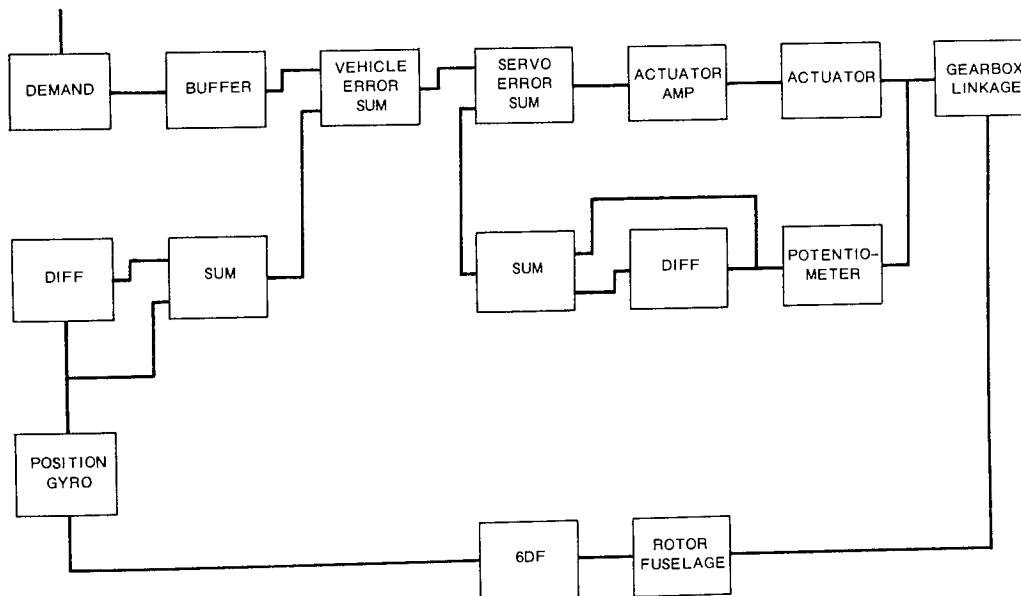 DEMAND
BUFFER
VEHICLE
ERROR
SUM
SERVO
ERROR
SUM
ACTUATOR
AMP
ACTUATOR
GEARBOX
LINKAGE
DIFF
SUM
SUM
DIFF
POTENTIO-
METER
POSITION
GYRO
6DF
ROTOR
FUSELAGE